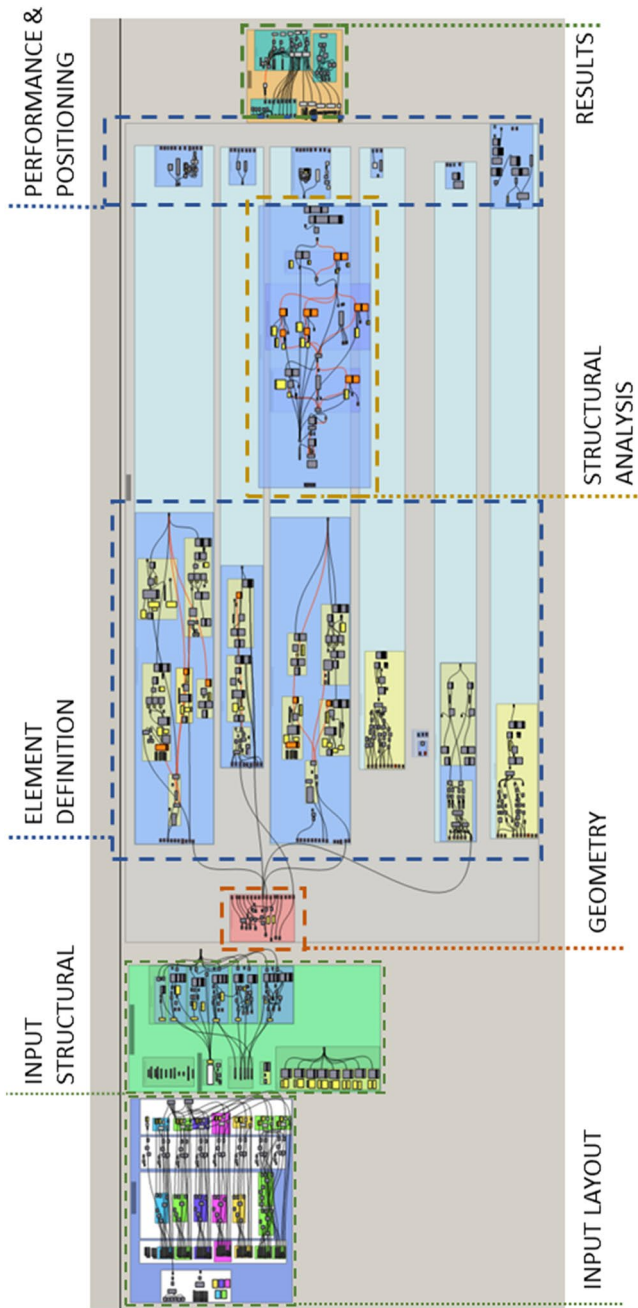 INPUT LAYOUT
INPUT
STRUCTURAL
GEOMETRY
ELEMENT
DEFINITION
STRUCTURAL
ANALYSIS
PERFORMANCE &
POSITIONING
RESULTS